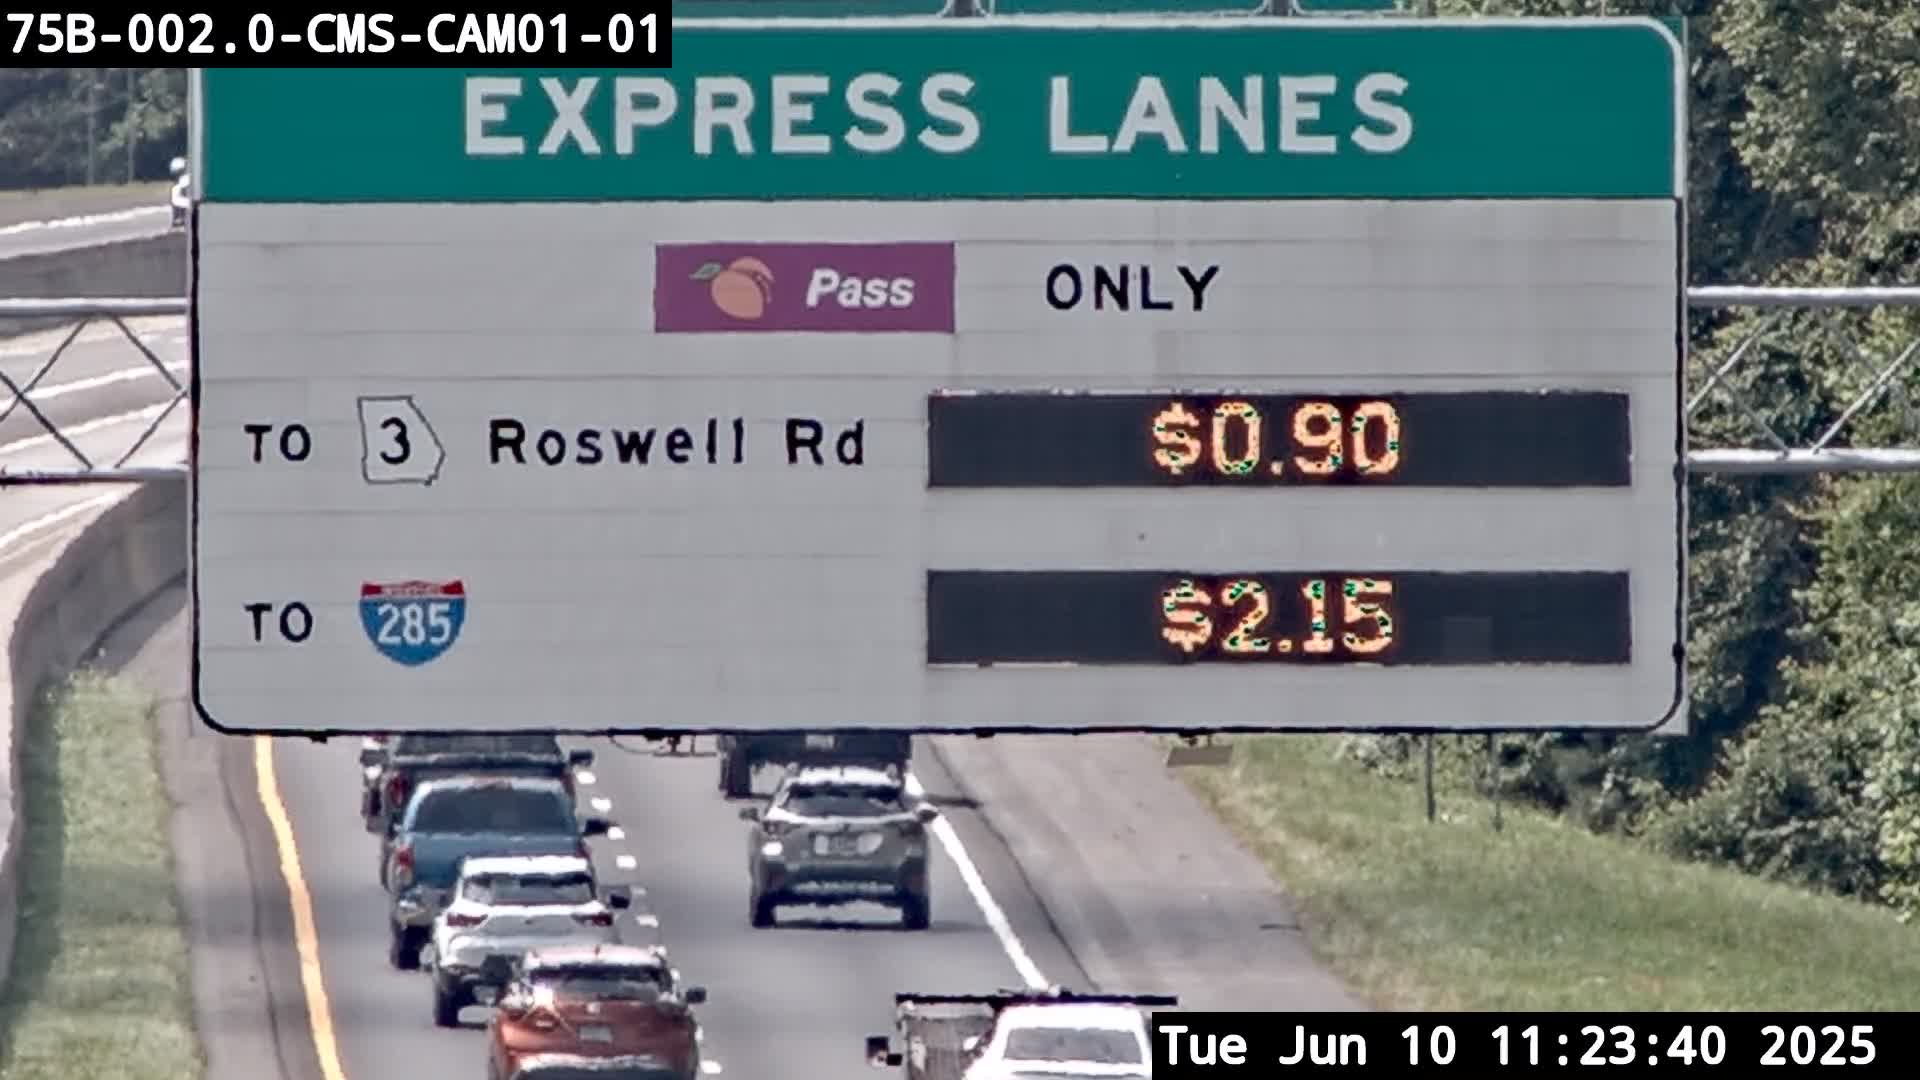 75B-002.0-CMS-CAM01-01
EXPRESS LANES
Pass ONLY
TO 3 Roswell Rd $0.90
TO 285 $2.15
Tue Jun 10 11:23:40 2025